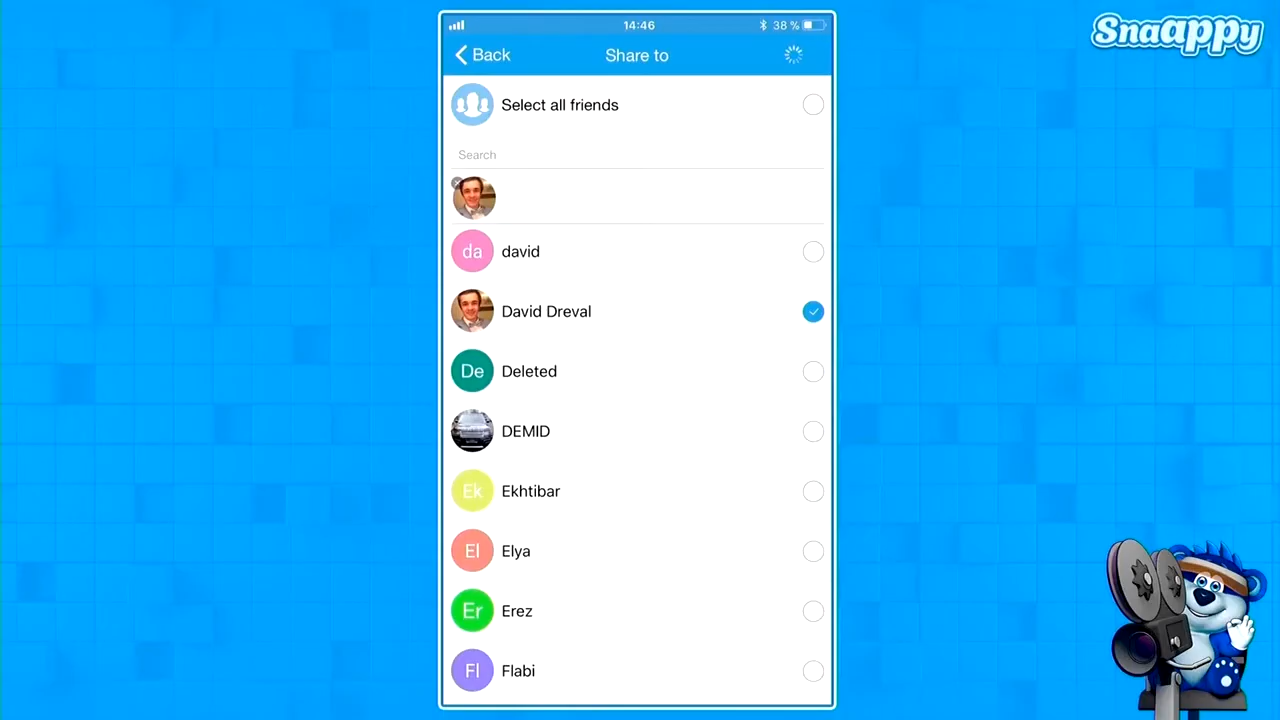 14:46
38 %
Snaappy
Back
Share to
Select all friends
Search
da david
David Dreval
De Deleted
DEMID
Ek Ekhtibar
El Elya
Er Erez
Fl Flabi